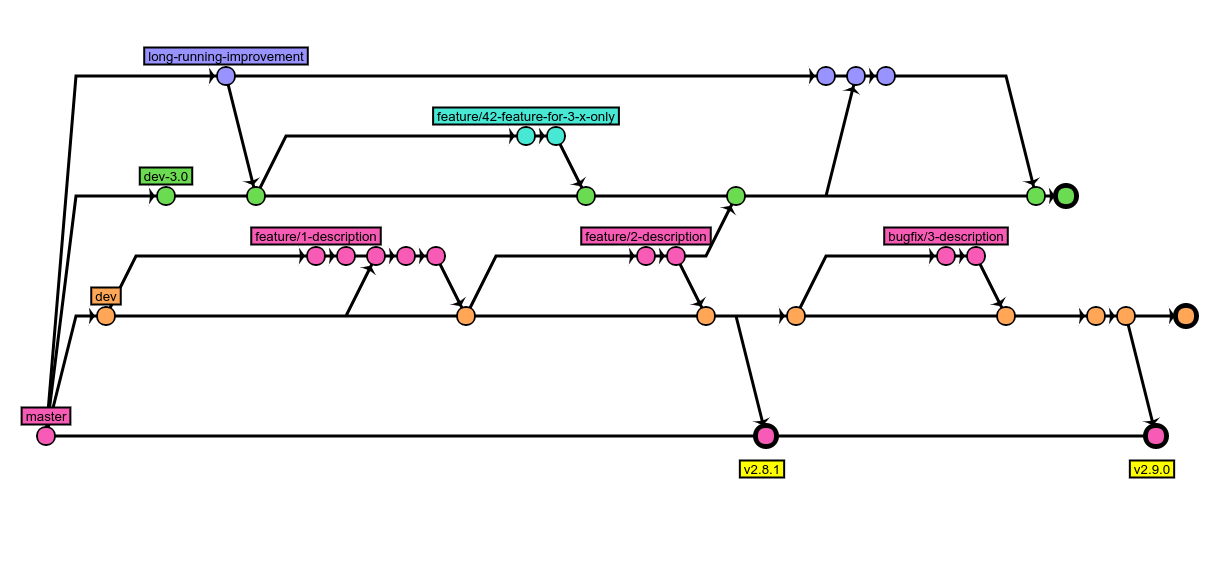 long-running-improvement
feature/42-feature-for-3-x-only
dev-3.0
feature/1-description
feature/2-description
bugfix/3-description
dev
master
v2.8.1
v2.9.0